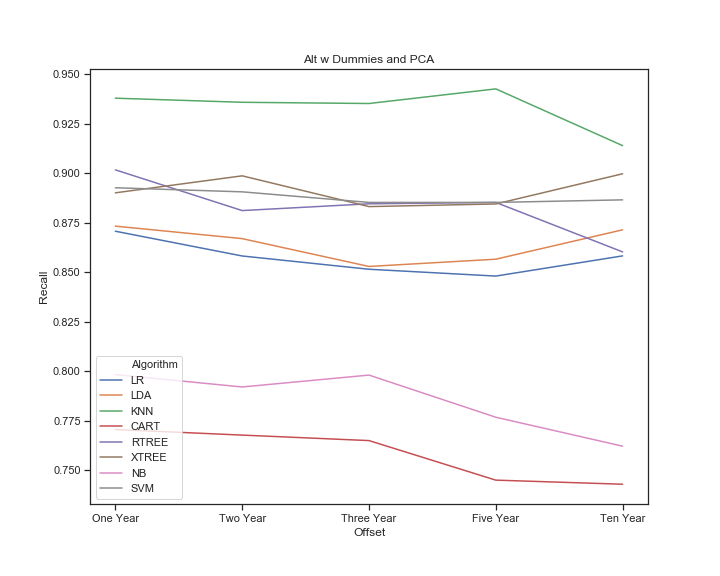 Alt w Dummies and PCA
0.950
0.925
0.900
0.875
0.850
0.825
0.800
0.775
0.750
Recall
Algorithm
LR
LDA
KNN
CART
RTREE
XTREE
NB
SVM
One Year Two Year Three Year Five Year Ten Year
Offset